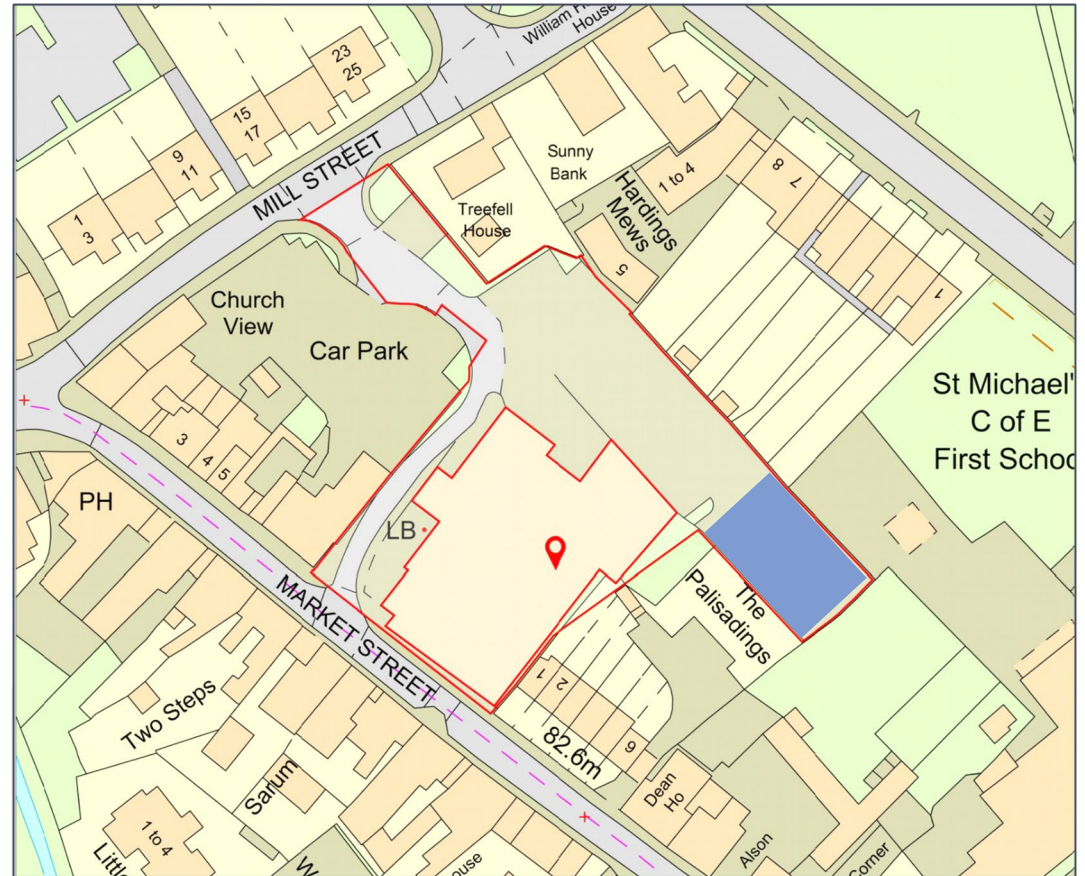 William H
House
23
25
15
17
9
11
MILL STREET
1
3
Sunny
Bank
Treefell
House
1 to 4
Hardings
Mews
5
8
7
1
Church
View
Car Park
St Michael'
C of E
First Schoo
3
4
5
PH
LB
MARKET STREET
The
Palisadings
1
2
6
82.6m
Two Steps
Sarum
Dean
Ho
1 to 4
Little
W
ouse
Alson
Corner